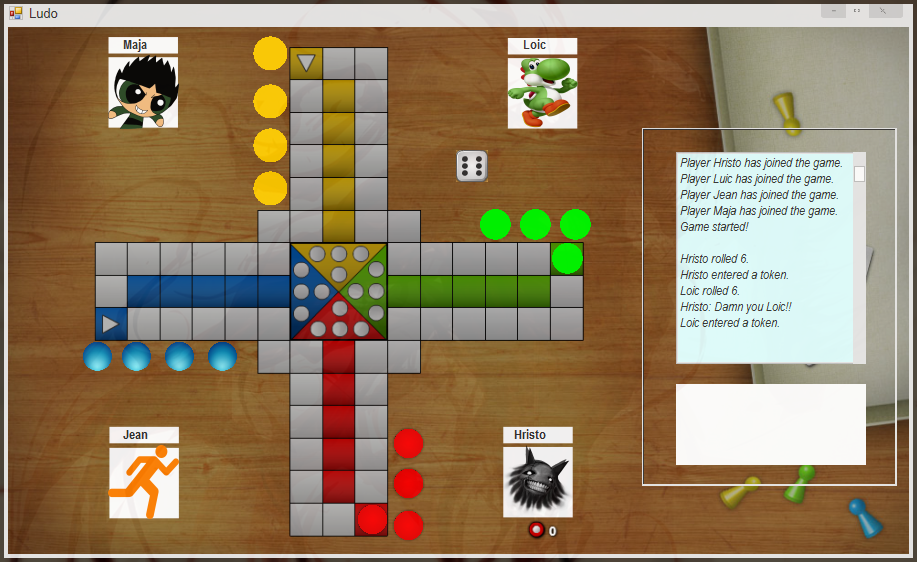 Ludo
Maja
Loic
Player Hristo has joined the game.
Player Luic has joined the game.
Player Jean has joined the game.
Player Maja has joined the game.
Game started!
Hristo rolled 6.
Hristo entered a token.
Loic rolled 6.
Hristo: Damn you Loic!!
Loic entered a token.
Jean
Hristo
0